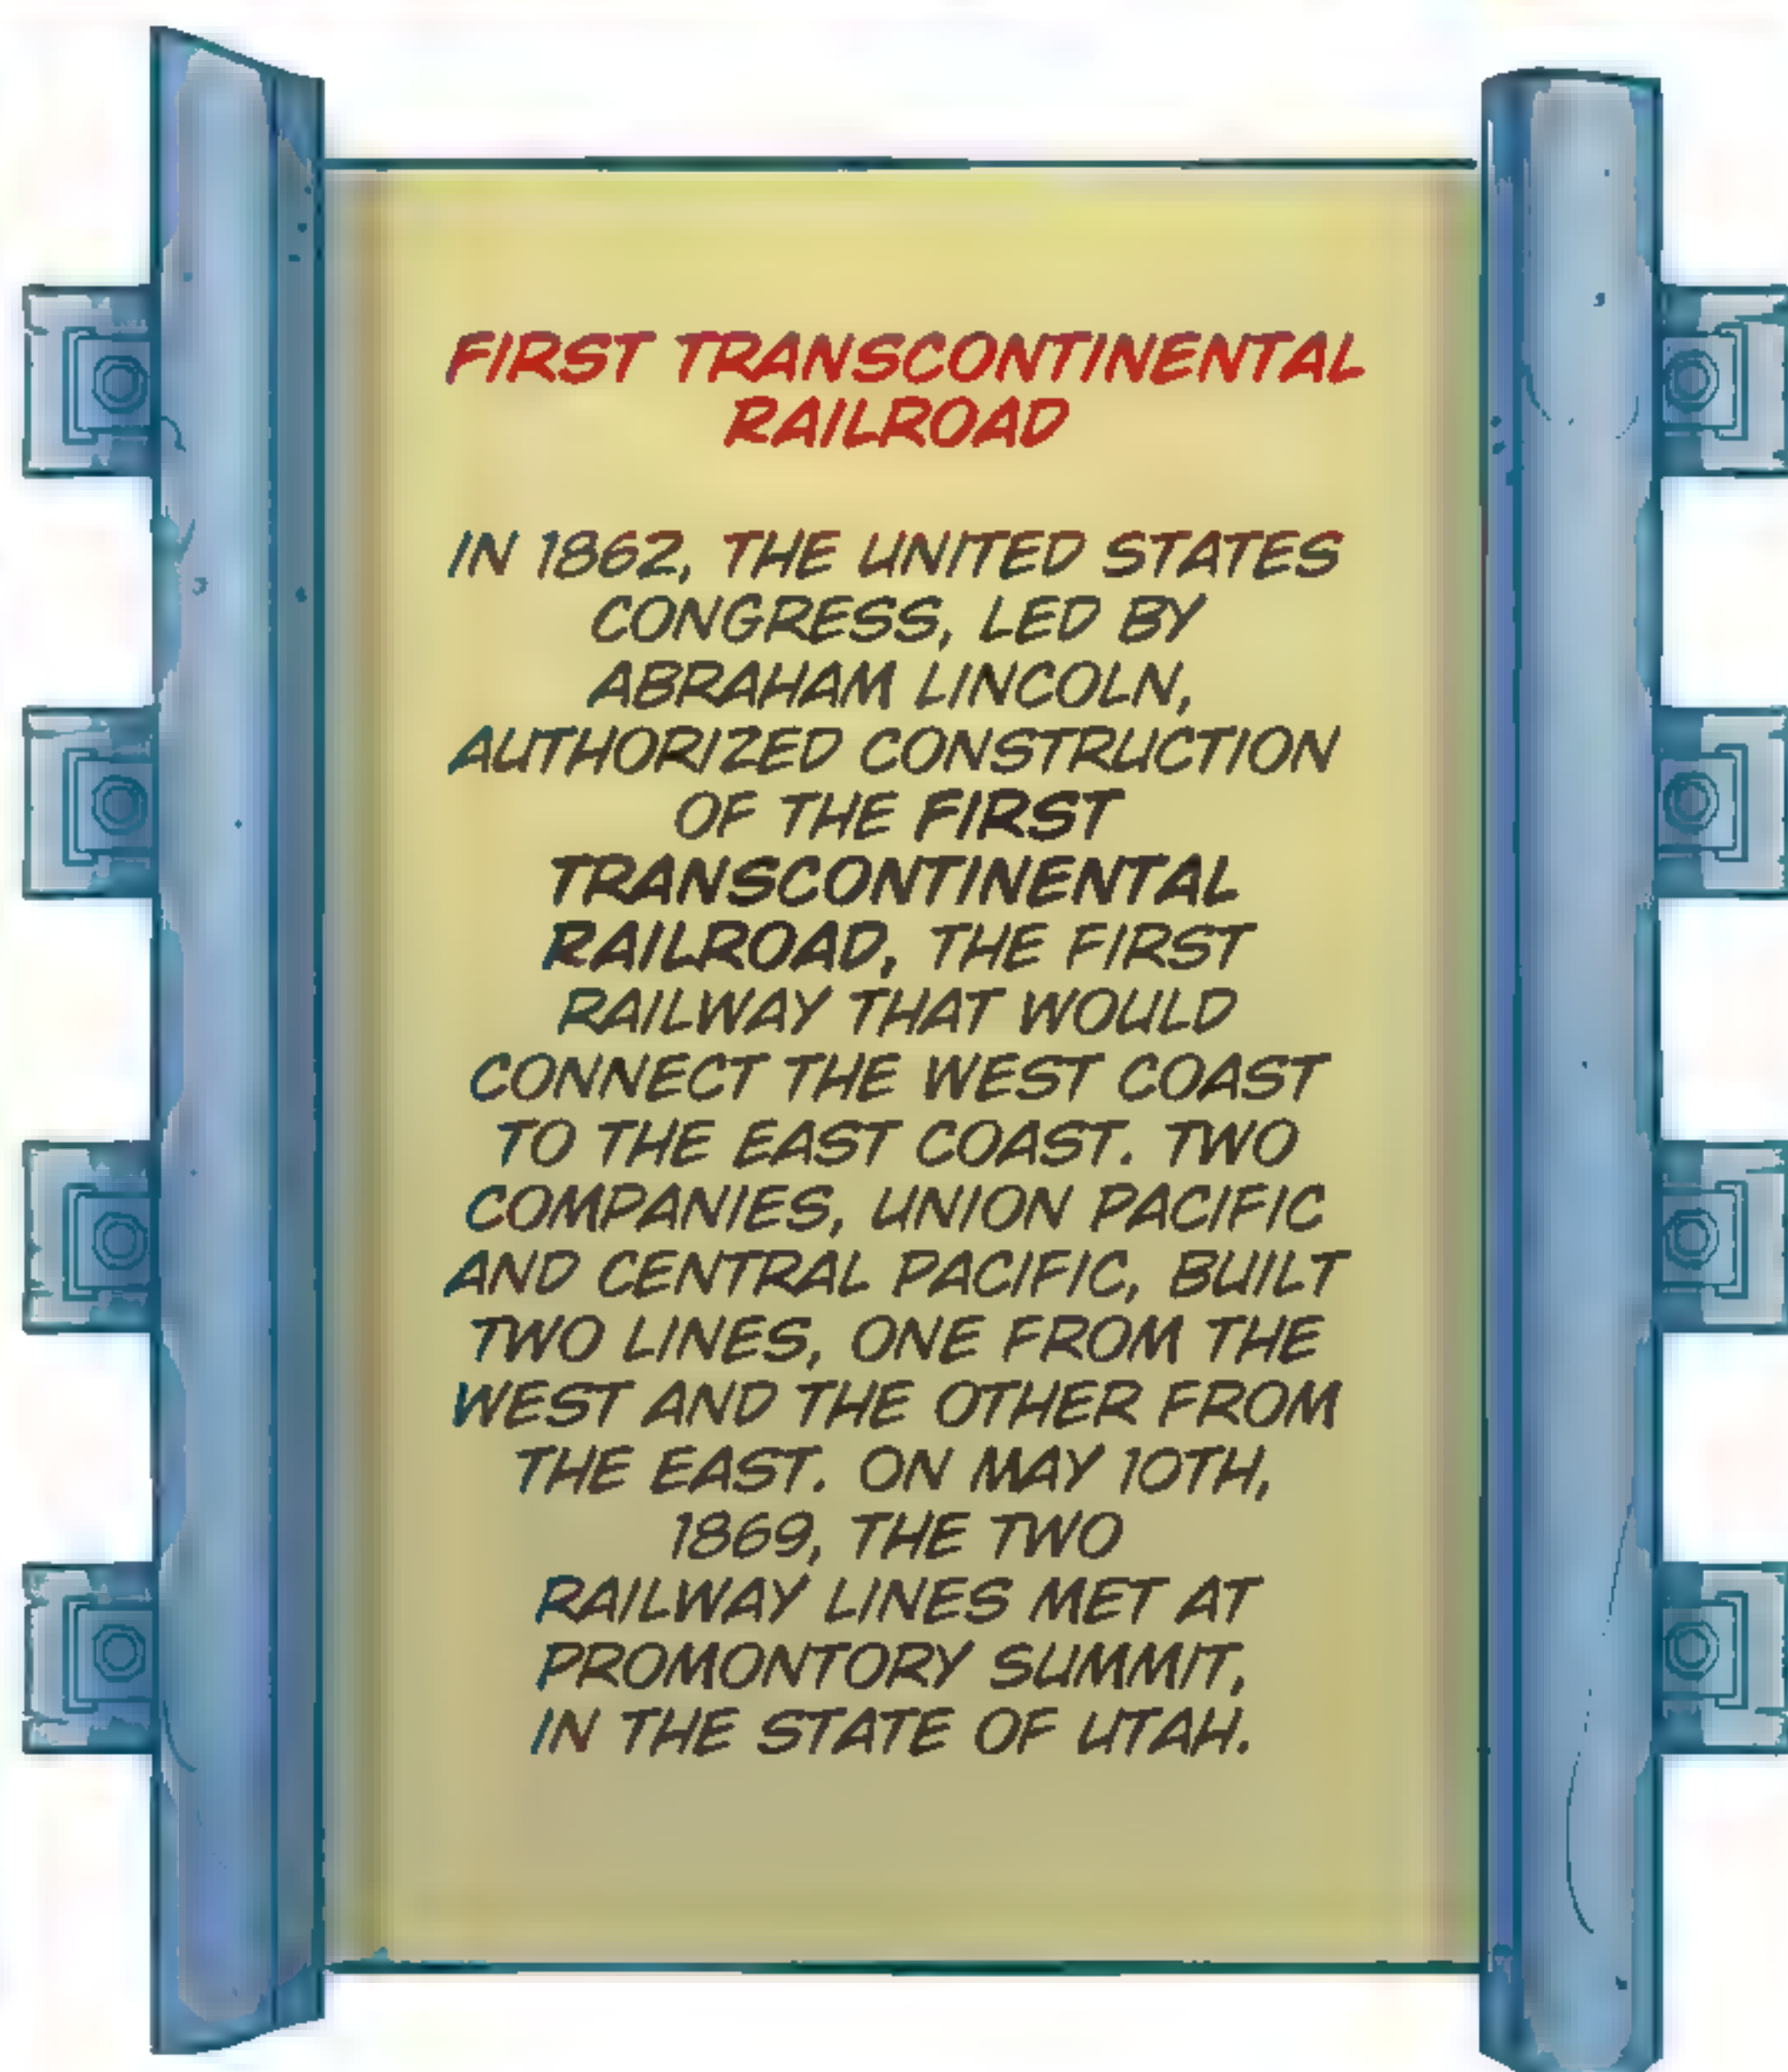 FIRST TRANSCONTINENTAL
RAILROAD
IN 1862, THE UNITED STATES
CONGRESS, LED BY
ABRAHAM LINCOLN,
AUTHORIZED CONSTRUCTION
OF THE FIRST
TRANSCONTINENTAL
RAILROAD, THE FIRST
RAILWAY THAT WOULD
CONNECT THE WEST COAST
TO THE EAST COAST. TWO
COMPANIES, UNION PACIFIC
AND CENTRAL PACIFIC, BUILT
TWO LINES, ONE FROM THE
WEST AND THE OTHER FROM
THE EAST. ON MAY 10TH,
1869, THE TWO
RAILWAY LINES MET AT
PROMONTORY SUMMIT,
IN THE STATE OF UTAH.